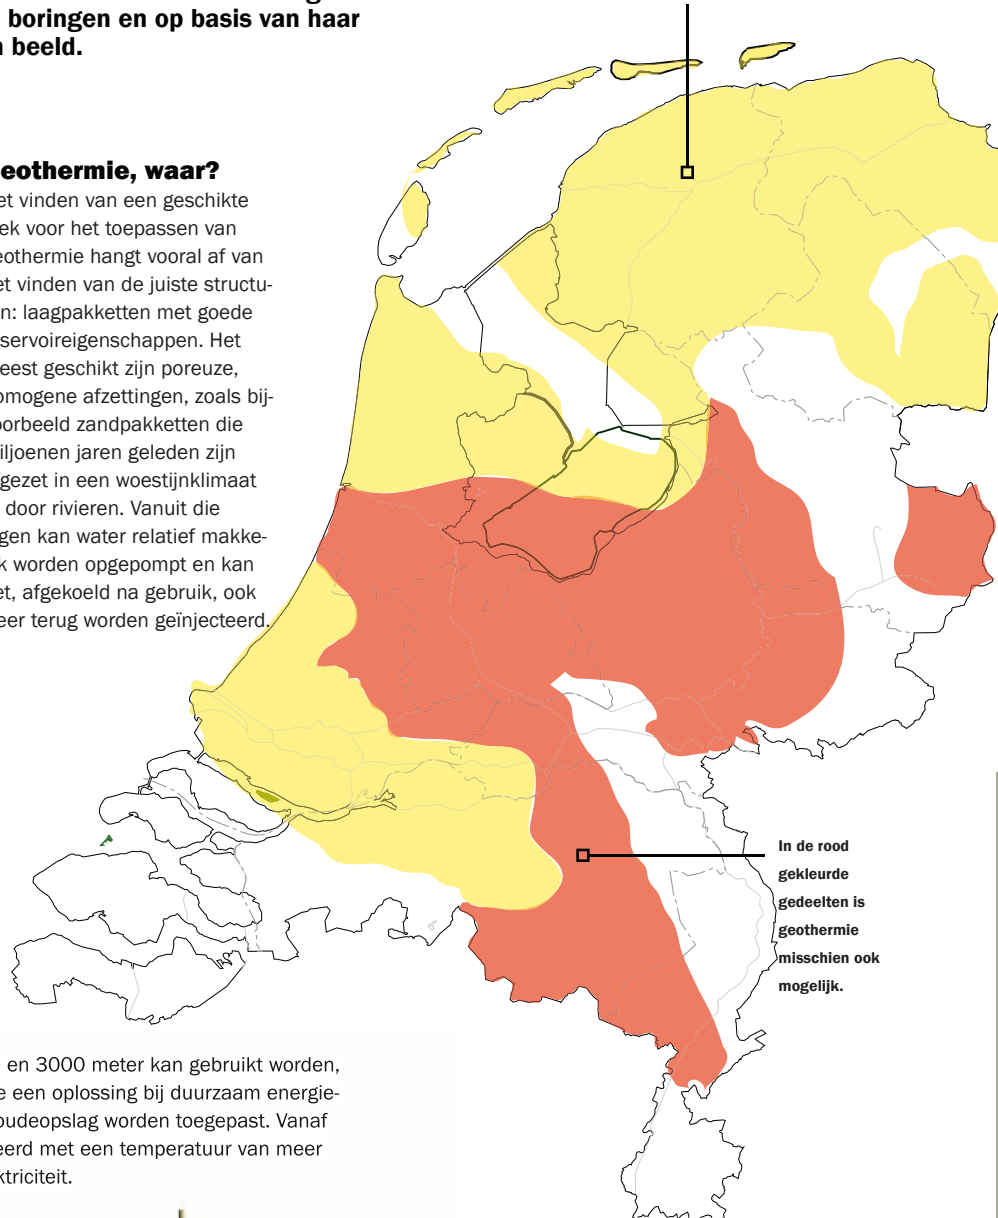 boringen en op basis van haar
beeld.
eothermie, waar?
et vinden van een geschikte
ek voor het toepassen van
eothermie hangt vooral af van
et vinden van de juiste structu-
n: laagpakketten met goede
servoireigenschappen. Het
eest geschikt zijn poreuze,
omogene afzettingen, zoals bij-
oorbeeld zandpakketten die
iljoenen jaren geleden zijn
gezet in een woestijnklimaat
door rivieren. Vanuit die
gen kan water relatief makke-
k worden opgepompt en kan
et, afgekoeld na gebruik, ook
eer terug worden geïnjecteerd.
In de rood
gekleurde
gedeelten is
geothermie
misschien ook
mogelijk.
en 3000 meter kan gebruikt worden,
e een oplossing bij duurzaam energie-
oudeopslag worden toegepast. Vanaf
eerd met een temperatuur van meer
ktriciteit.